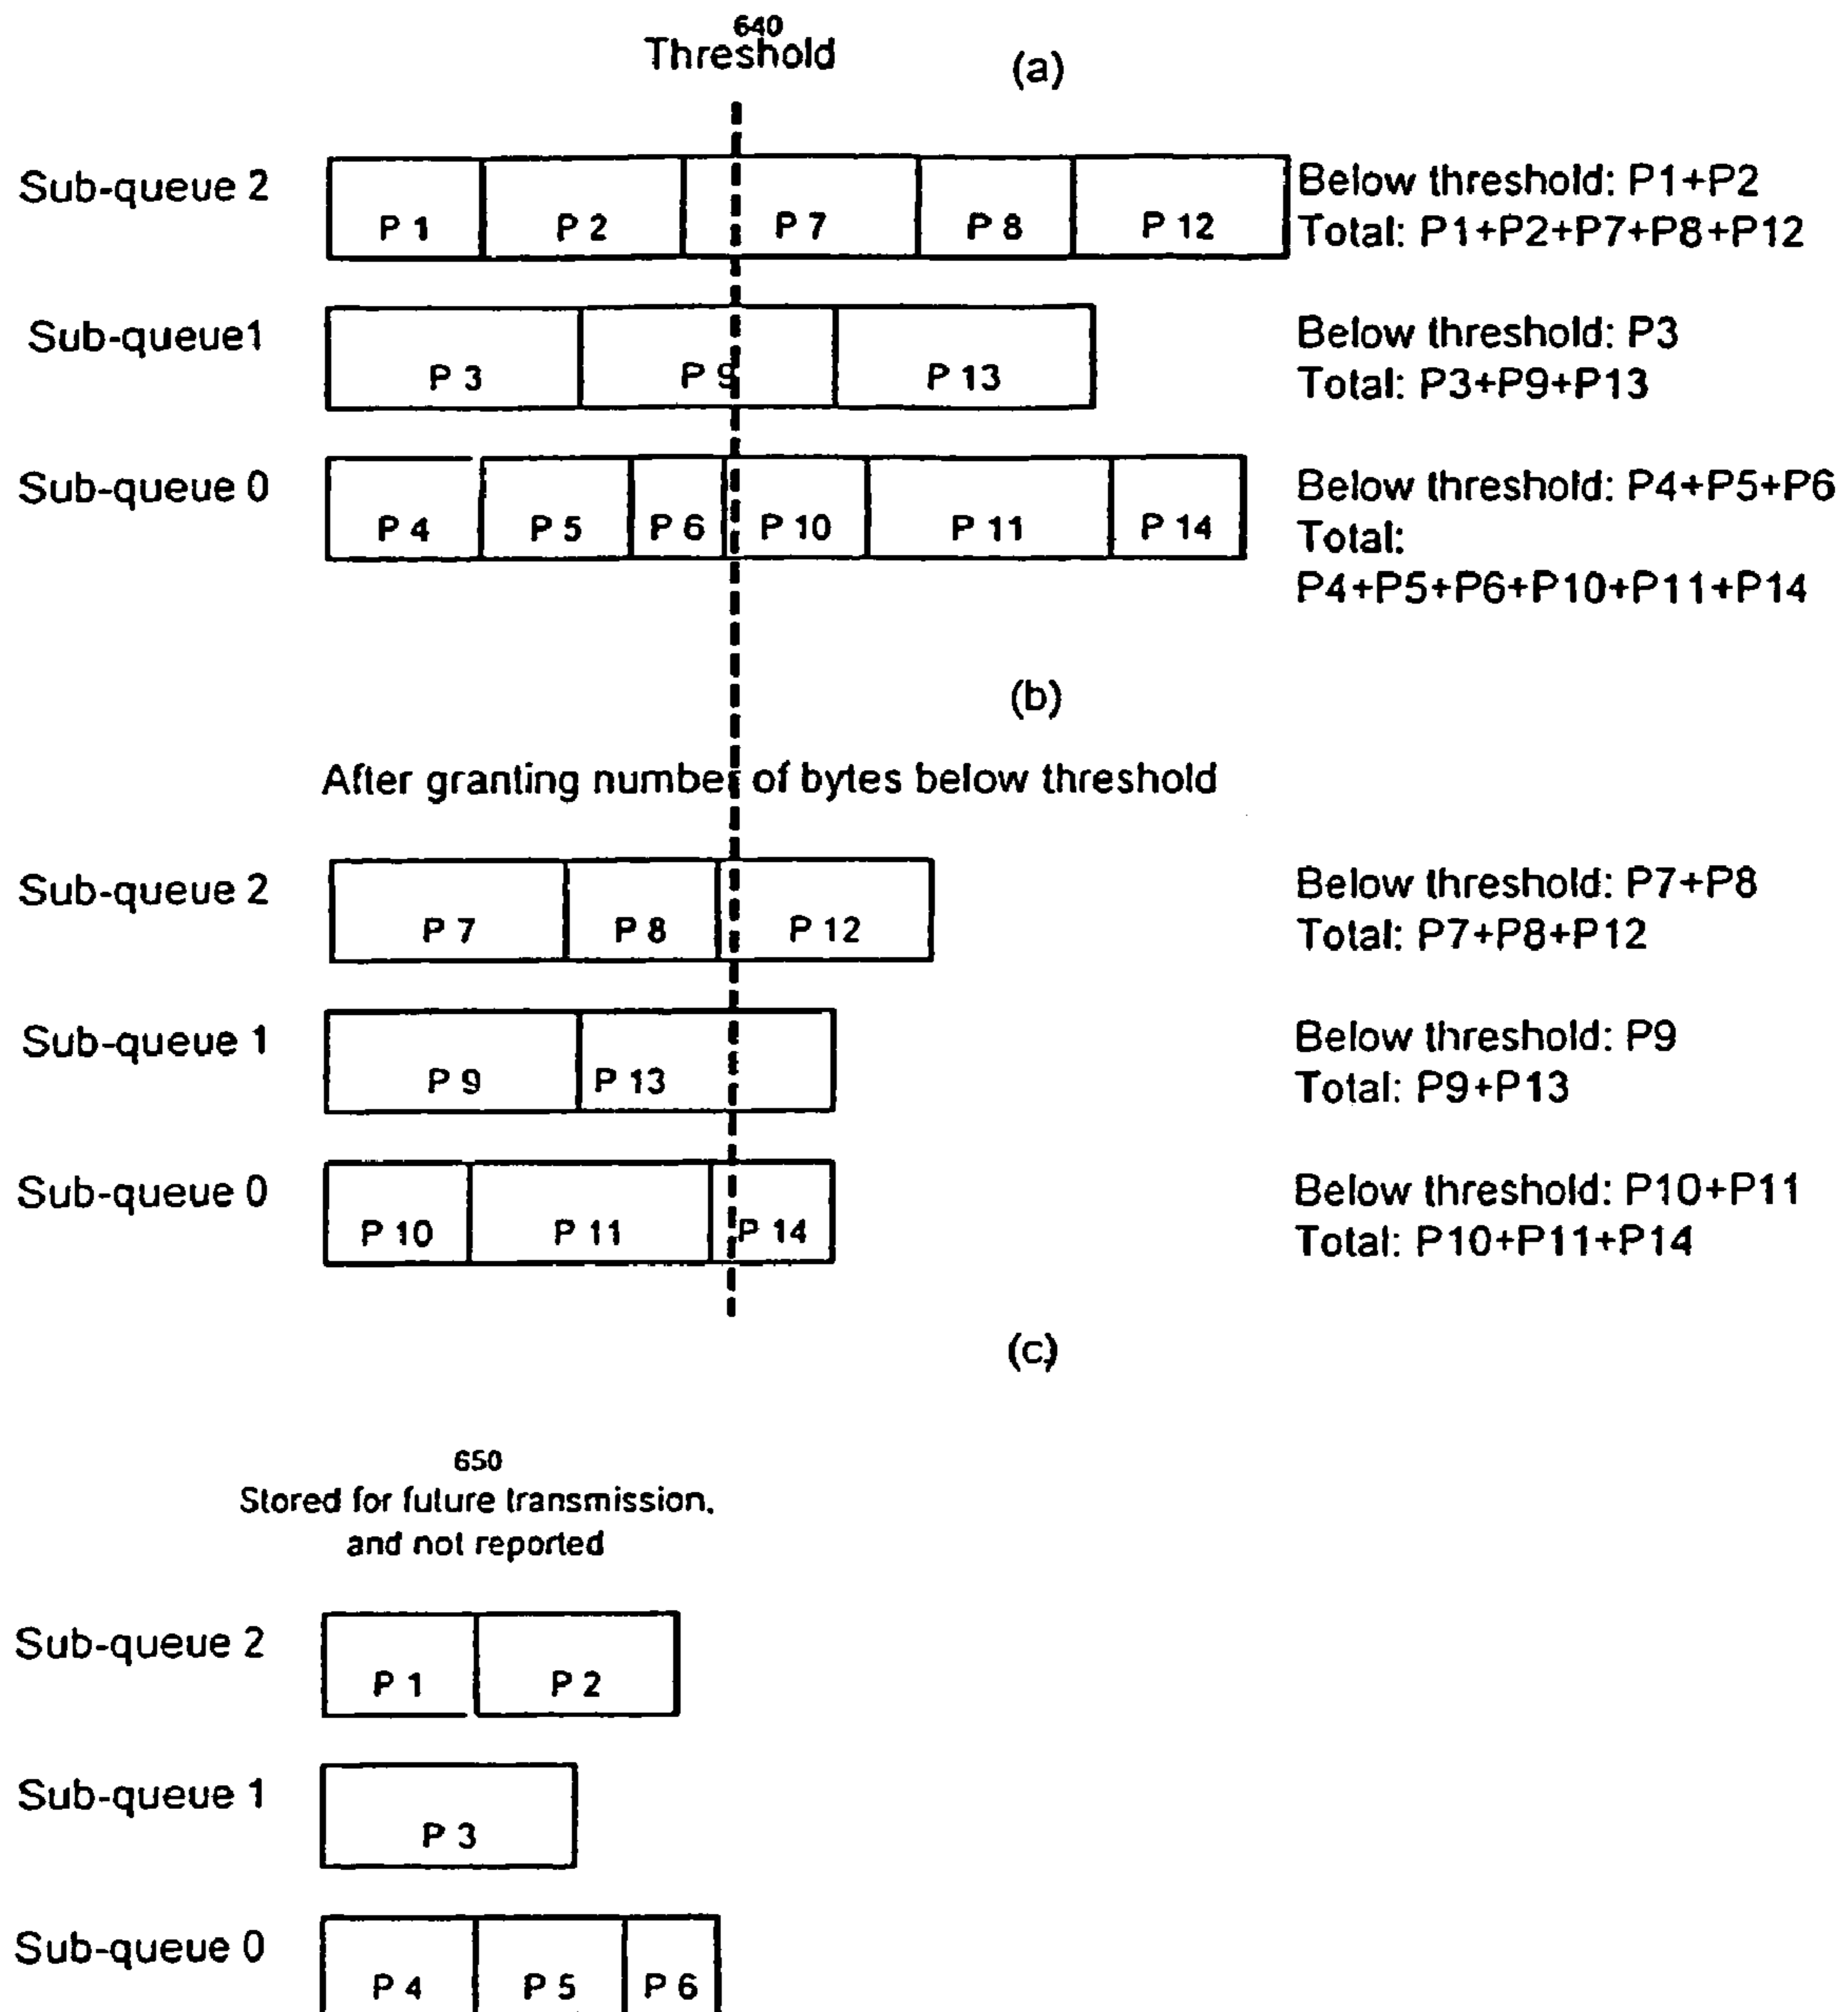 640
Threshold
(a)
Sub-queue 2
P 1 P 2 P 7 P 8 P 12
Below threshold: P1+P2
Total: P1+P2+P7+P8+P12
Sub-queue1
P 3 P 9 P 13
Below threshold: P3
Total: P3+P9+P13
Sub-queue 0
P 4 P 5 P 6 P 10 P 11 P 14
Below threshold: P4+P5+P6
Total:
P4+P5+P6+P10+P11+P14
(b)
After granting number of bytes below threshold
Sub-queue 2
P 7 P 8 P 12
Below threshold: P7+P8
Total: P7+P8+P12
Sub-queue 1
P 9 P 13
Below threshold: P9
Total: P9+P13
Sub-queue 0
P 10 P 11 P 14
Below threshold: P10+P11
Total: P10+P11+P14
(c)
650
Stored for future transmission,
and not reported
Sub-queue 2
P 1 P 2
Sub-queue 1
P 3
Sub-queue 0
P 4 P 5 P 6